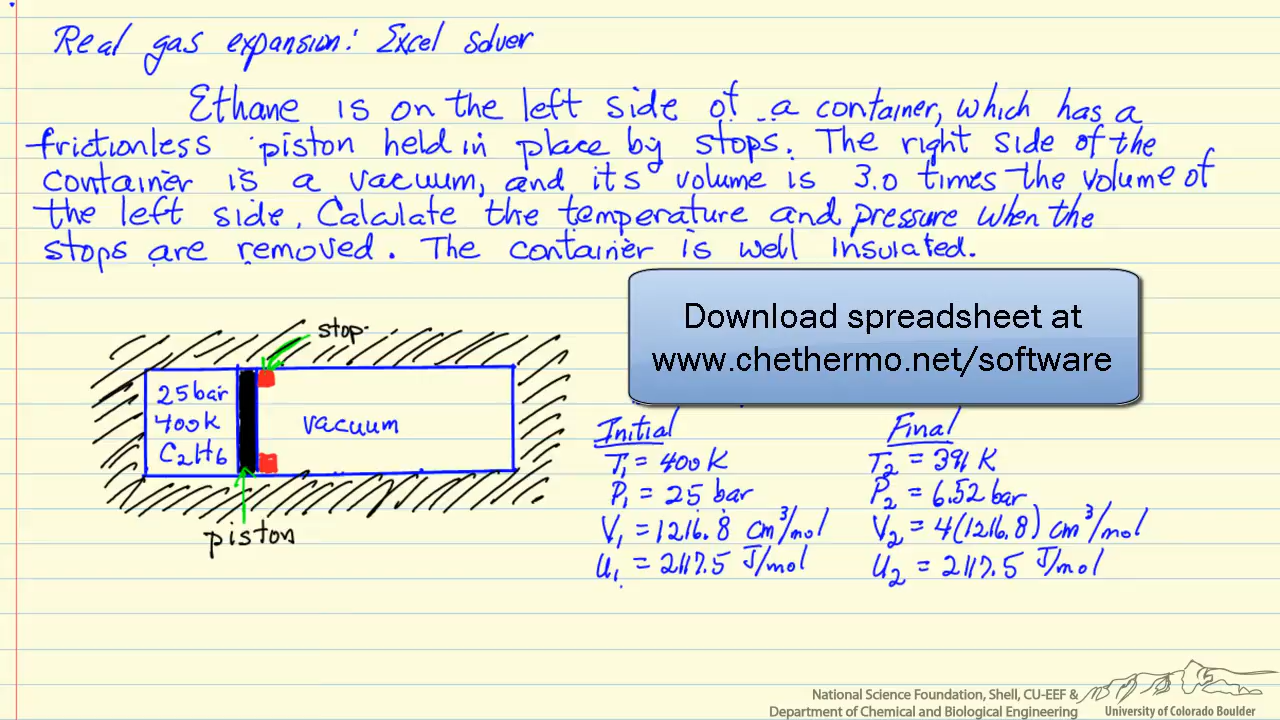 Real gas expansion: Excel solver
Ethane is on the left side of a container, which has a
frictionless piston held in place by stops. The right side of the
container is a vacuum, and its volume is 3.0 times the volume of
the left side. Calculate the temperature and pressure when the
stops are removed. The container is well insulated.
Download spreadsheet at
www.chethermo.net/software
stop
25 bar
400 K
C2H6
vacuum
piston
Initial
T1 = 400 K
P1 = 25 bar
V1 = 1216.8 cm³/mol
U1 = 2117.5 J/mol
Final
T2 = 391 K
P2 = 6.52 bar
V2 = 4(1216.8) cm³/mol
U2 = 2117.5 J/mol
National Science Foundation, Shell, CU-EEF &
Department of Chemical and Biological Engineering
University of Colorado Boulder